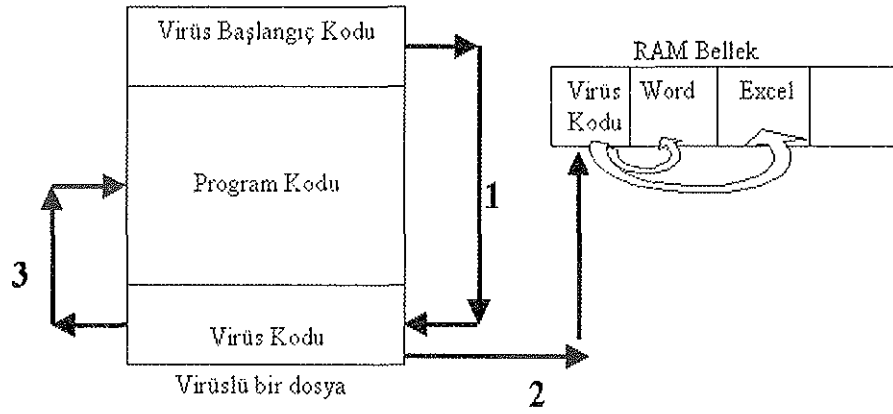 Virüs Başlangıç Kodu
RAM Bellek
Virüs Kodu
Word
Excel
Program Kodu
1
3
Virüs Kodu
Virüslü bir dosya
2